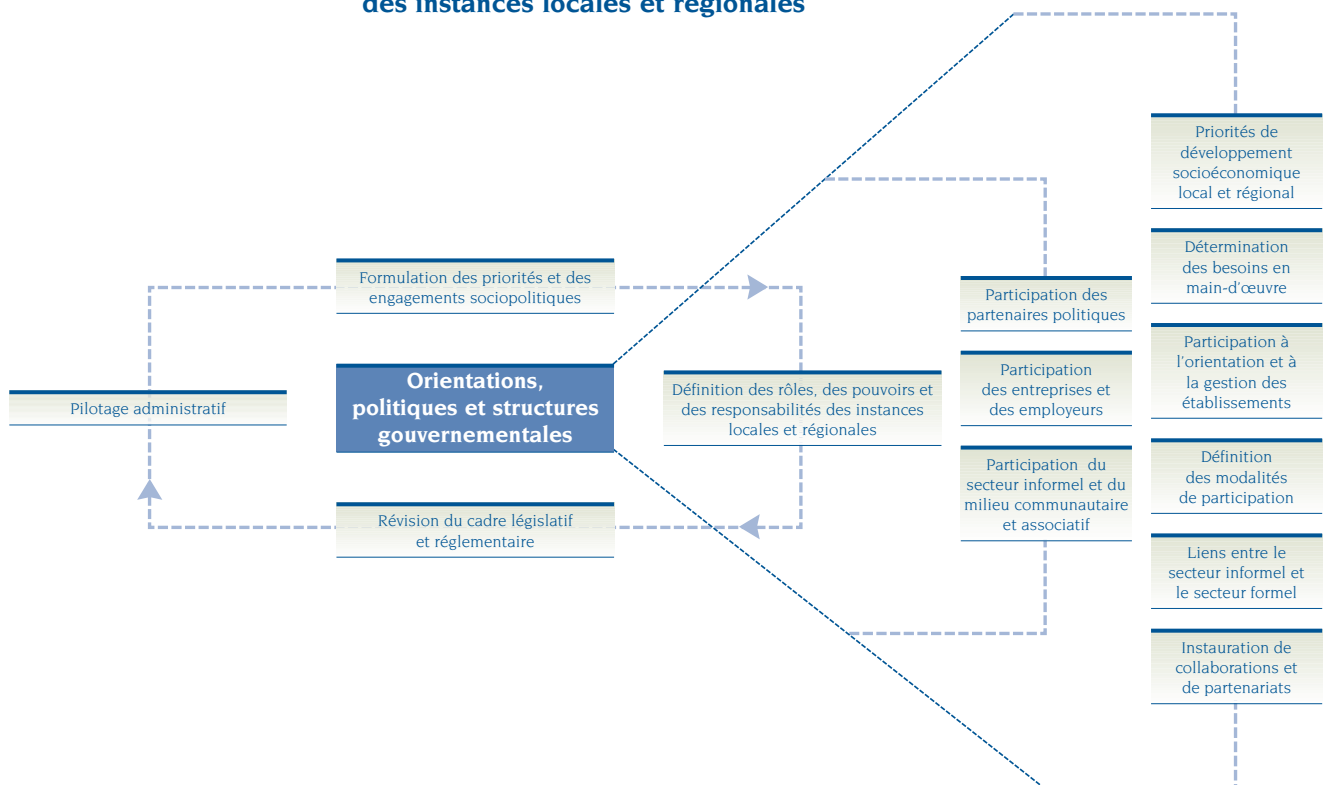 des instances locales et régionales
Formulation des priorités et des
engagements sociopolitiques
Pilotage administratif
Orientations,
politiques et structures
gouvernementales
Définition des rôles, des pouvoirs et
des responsabilités des instances
locales et régionales
Révision du cadre législatif
et réglementaire
Participation des
partenaires politiques
Participation
des entreprises et
des employeurs
Participation du
secteur informel et du
milieu communautaire
et associatif
Priorités de
développement
socioéconomique
local et régional
Détermination
des besoins en
main-d'œuvre
Participation à
l'orientation et à
la gestion des
établissements
Définition
des modalités
de participation
Liens entre le
secteur informel et
le secteur formel
Instauration de
collaborations et
de partenariats